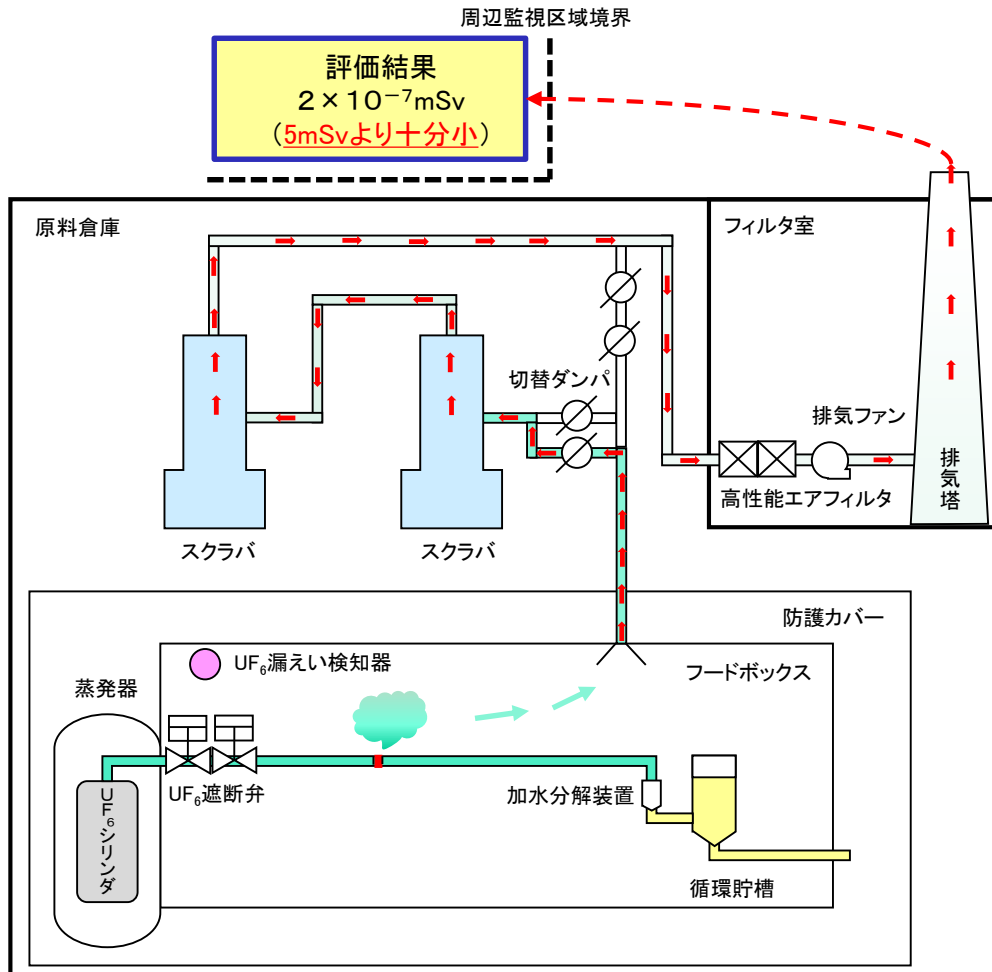 周辺監視区域境界
評価結果
2×10⁻⁷mSv
(5mSvより十分小)
原料倉庫
フィルタ室
切替ダンパ
排気ファン
高性能エアフィルタ
排気塔
スクラバ
スクラバ
防護カバー
UF₆漏えい検知器
フードボックス
蒸発器
UF₆遮断弁
加水分解装置
UF₆シリンダ
循環貯槽